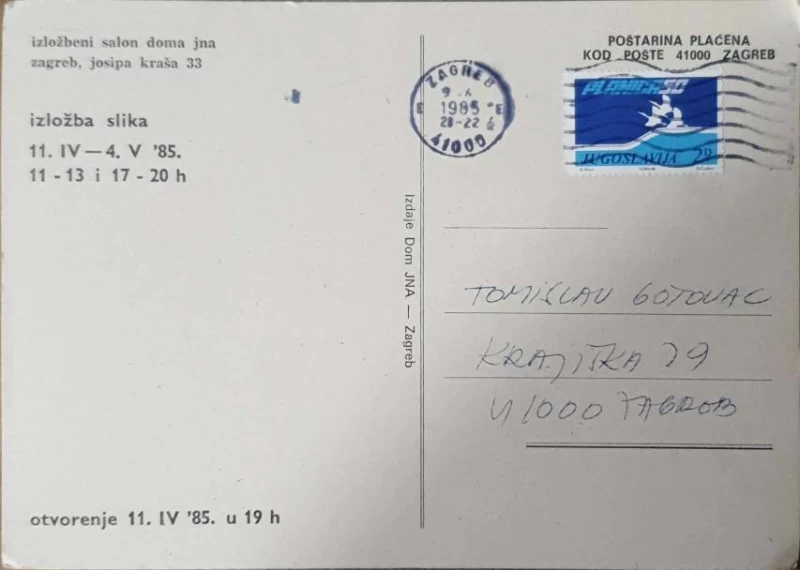 izložbeni salon doma jna
zagreb, josipa kraša 33
izložba slika
11. IV — 4. V '85.
11 - 13 i 17 - 20 h
otvorenje 11. IV '85. u 19 h
Izdaje Dom JNA — Zagreb
POŠTARINA PLAĆENA
KOD POŠTE 41000 ZAGREB
ZAGREB
1985
41000
PLANICA 50
JUGOSLAVIJA
TOMISLAV GOTOVAC
KRAJIŠKA 29
41000 ZAGREB